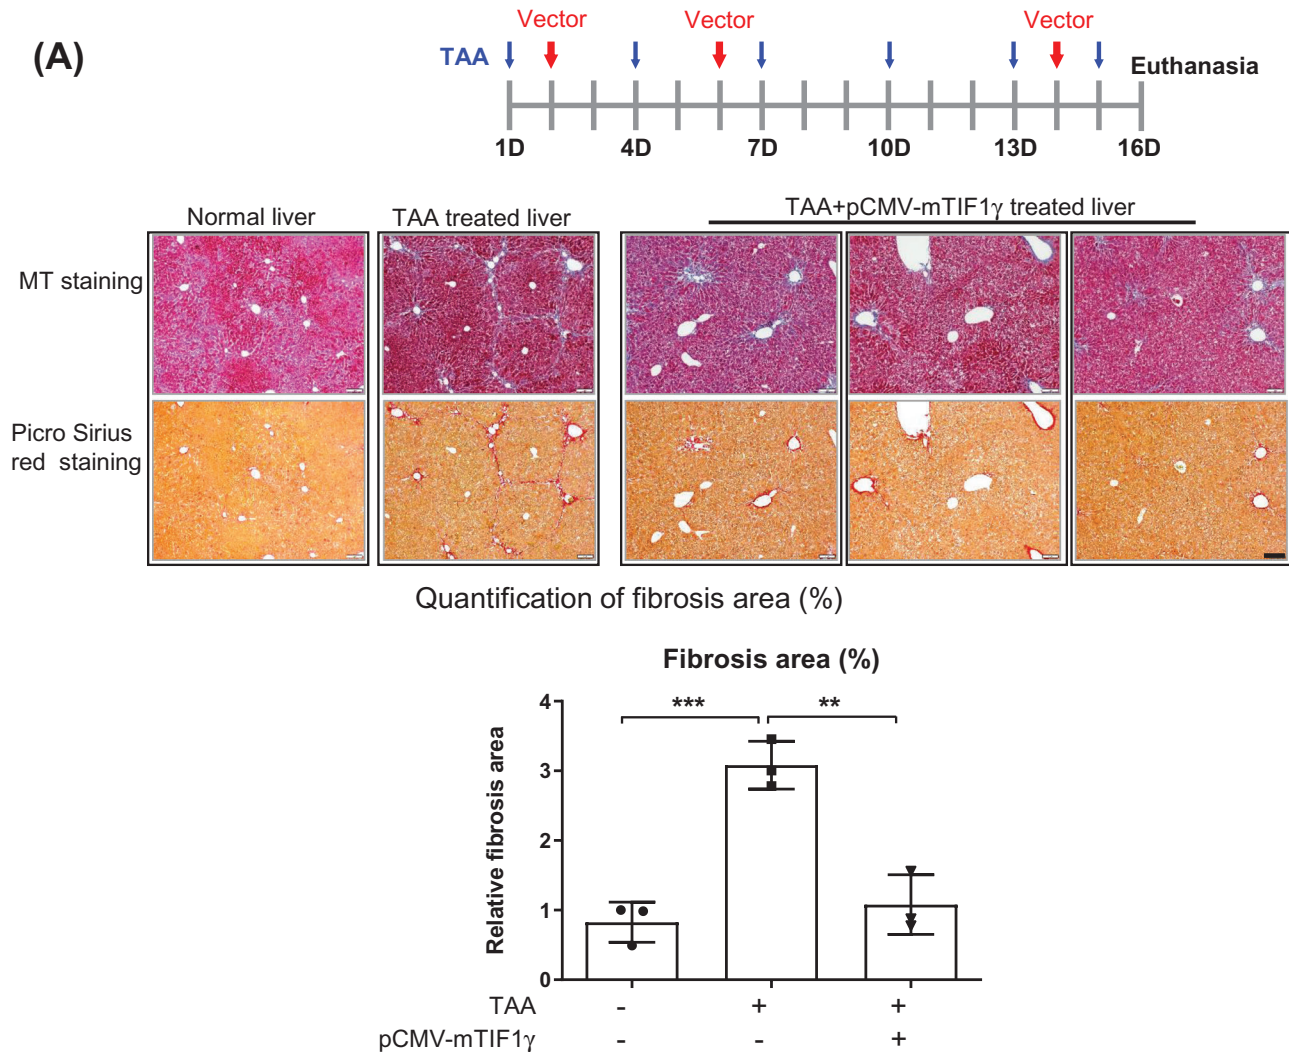 (A)
Vector Vector Vector
TAA
Euthanasia
1D 4D 7D 10D 13D 16D
Normal liver TAA treated liver TAA+pCMV-mTIF1γ treated liver
MT staining
Picro Sirius
red staining
Quantification of fibrosis area (%)
Fibrosis area (%)
Relative fibrosis area
4
3
2
1
0
*** **
TAA - + +
pCMV-mTIF1γ - - +